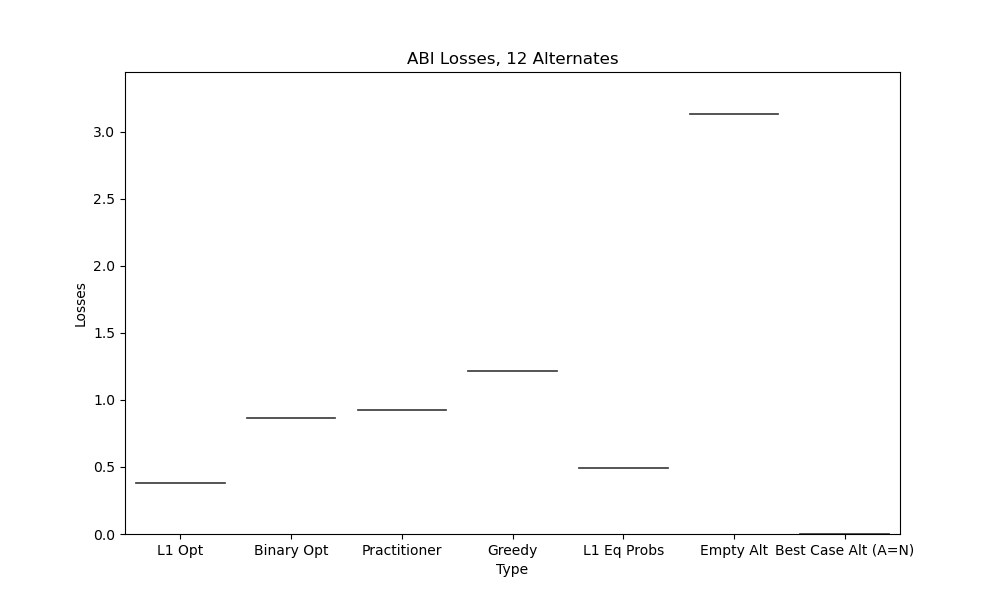 ABI Losses, 12 Alternates
3.0
2.5
2.0
Losses
1.5
1.0
0.5
0.0
L1 Opt Binary Opt Practitioner Greedy L1 Eq Probs Empty Alt Best Case Alt (A=N)
Type